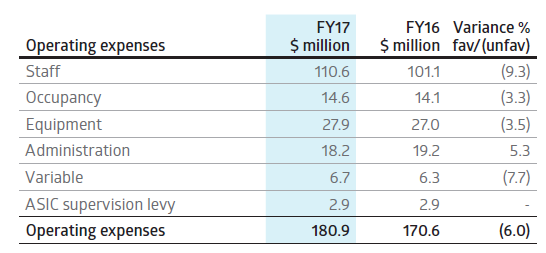 FY17 FY16 Variance %
Operating expenses $ million $ million fav/(unfav)
Staff 110.6 101.1 (9.3)
Occupancy 14.6 14.1 (3.3)
Equipment 27.9 27.0 (3.5)
Administration 18.2 19.2 5.3
Variable 6.7 6.3 (7.7)
ASIC supervision levy 2.9 2.9 -
Operating expenses 180.9 170.6 (6.0)